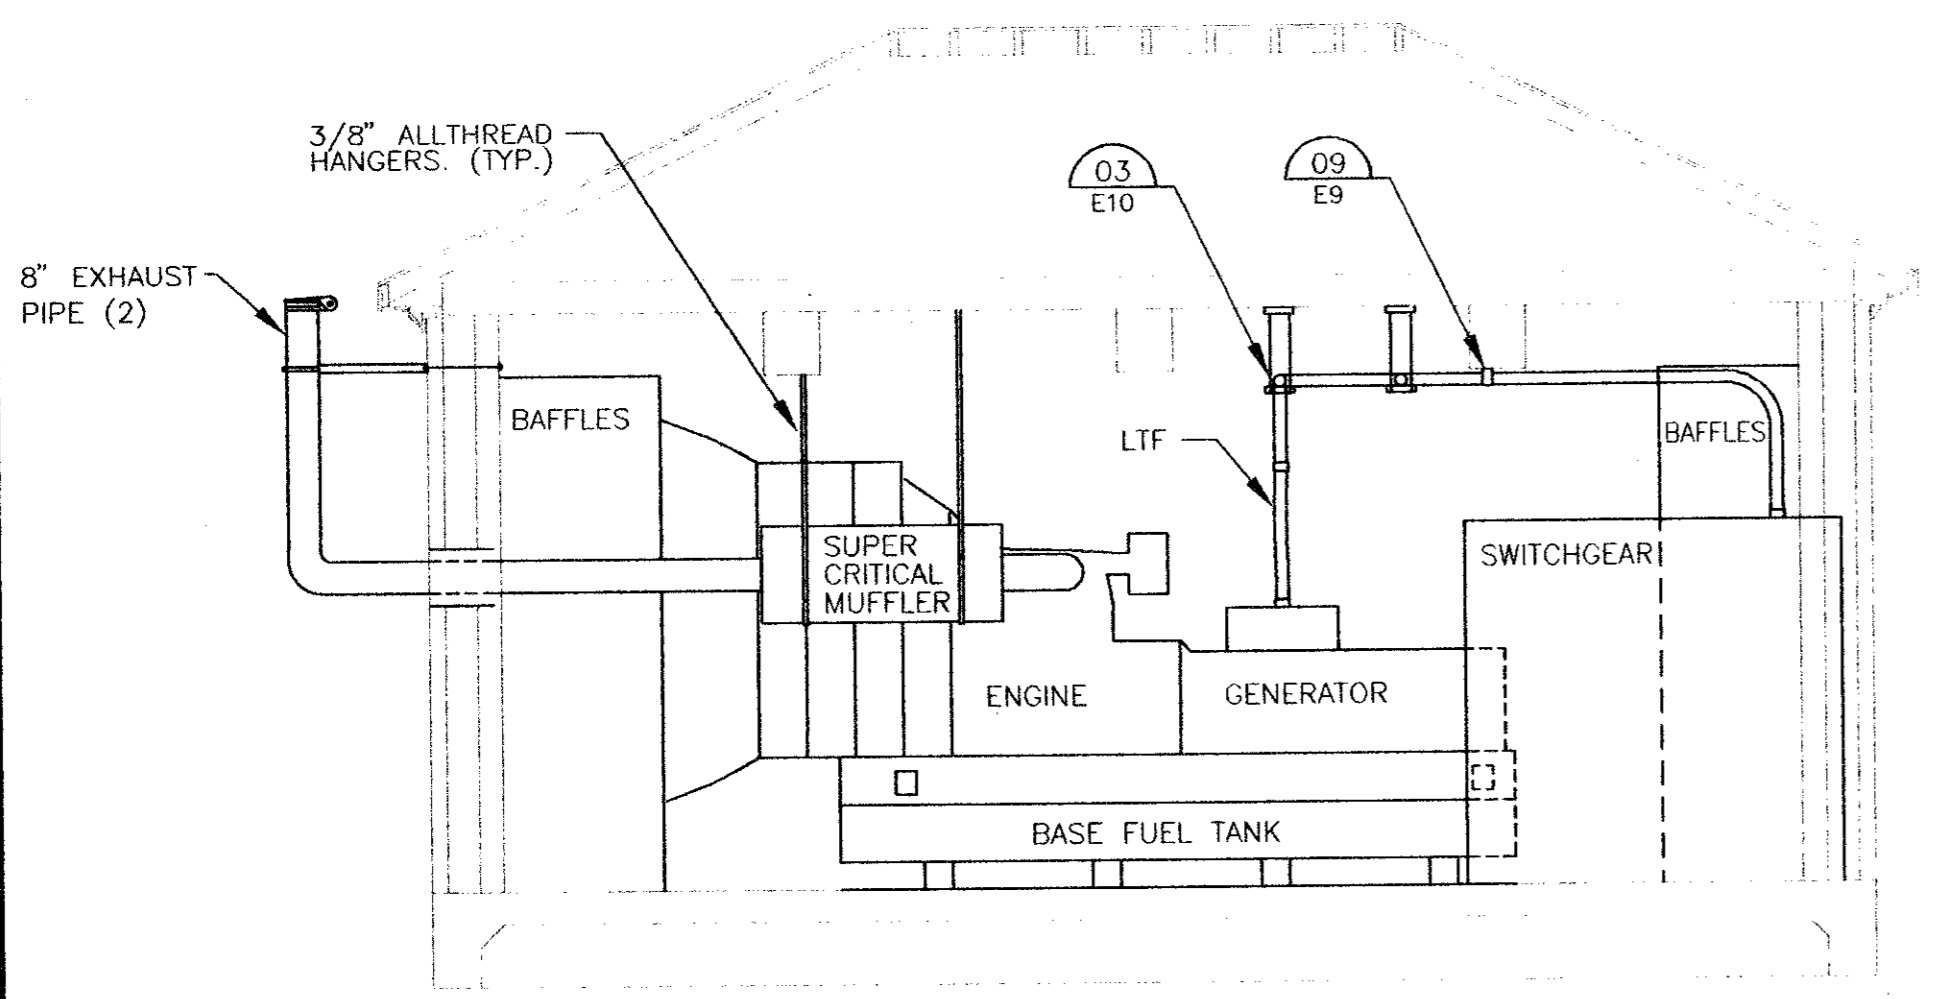 3/8" ALLTHREAD
HANGERS. (TYP.)
03
E10
09
E9
8" EXHAUST
PIPE (2)
BAFFLES
LTF
BAFFLES
SUPER
CRITICAL
MUFFLER
SWITCHGEAR
ENGINE
GENERATOR
BASE FUEL TANK